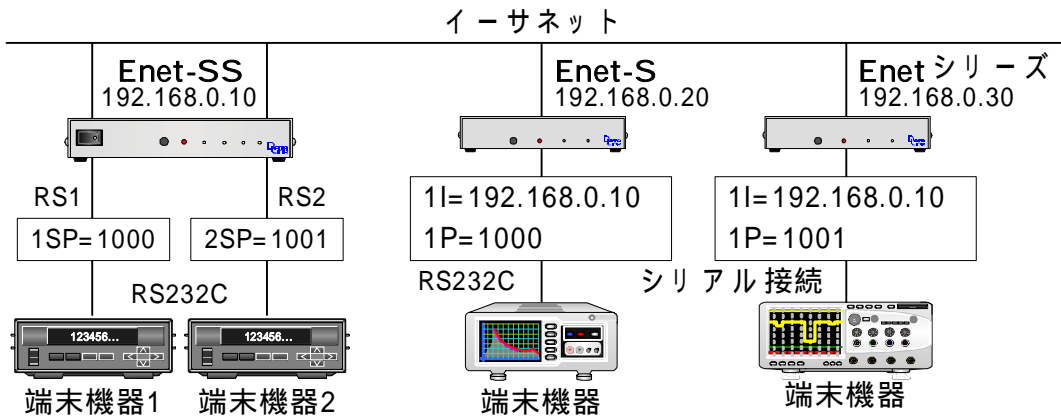 イーサネット
Enet-SS
192.168.0.10
Enet-S
192.168.0.20
Enetシリーズ
192.168.0.30
RS1
RS2
1SP=1000
2SP=1001
1I=192.168.0.10
1P=1000
1I=192.168.0.10
1P=1001
RS232C
RS232C
シリアル接続
123456...
123456...
端末機器1
端末機器2
端末機器
端末機器